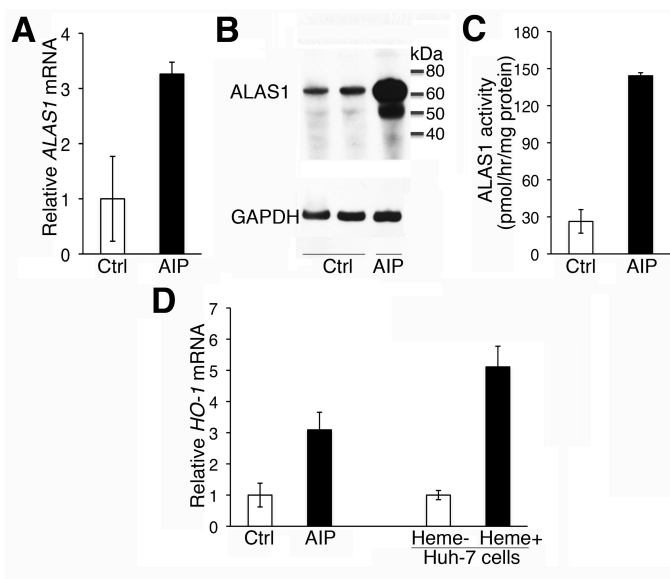 A
Relative ALAS1 mRNA
4
3
2
1
0
Ctrl AIP
B
kDa
ALAS1
80
60
50
40
GAPDH
Ctrl AIP
C
ALAS1 activity
(pmol/hr/mg protein)
180
150
120
90
60
30
0
Ctrl AIP
D
Relative HO-1 mRNA
7
6
5
4
3
2
1
0
Ctrl AIP Heme- Heme+
Huh-7 cells